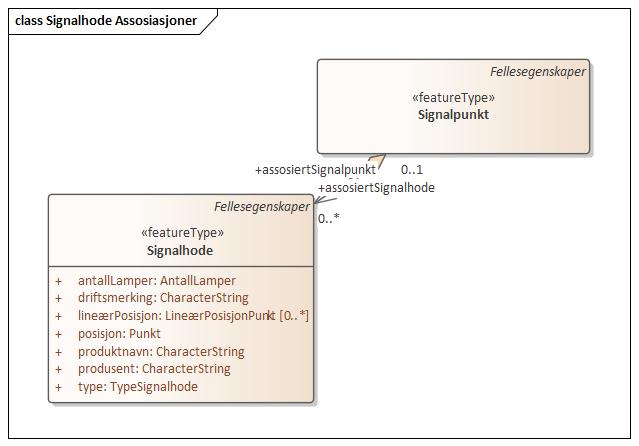 class Signalhode Assosiasjoner
Fellesegenskaper
«featureType»
Signalpunkt
+assosiertSignalpunkt 0..1
+assosiertSignalhode
0..*
Fellesegenskaper
«featureType»
Signalhode
+ antallLamper: AntallLamper
+ driftsmerking: CharacterString
+ lineærPosisjon: LineærPosisjonPunkt [0..*]
+ posisjon: Punkt
+ produktnavn: CharacterString
+ produsent: CharacterString
+ type: TypeSignalhode